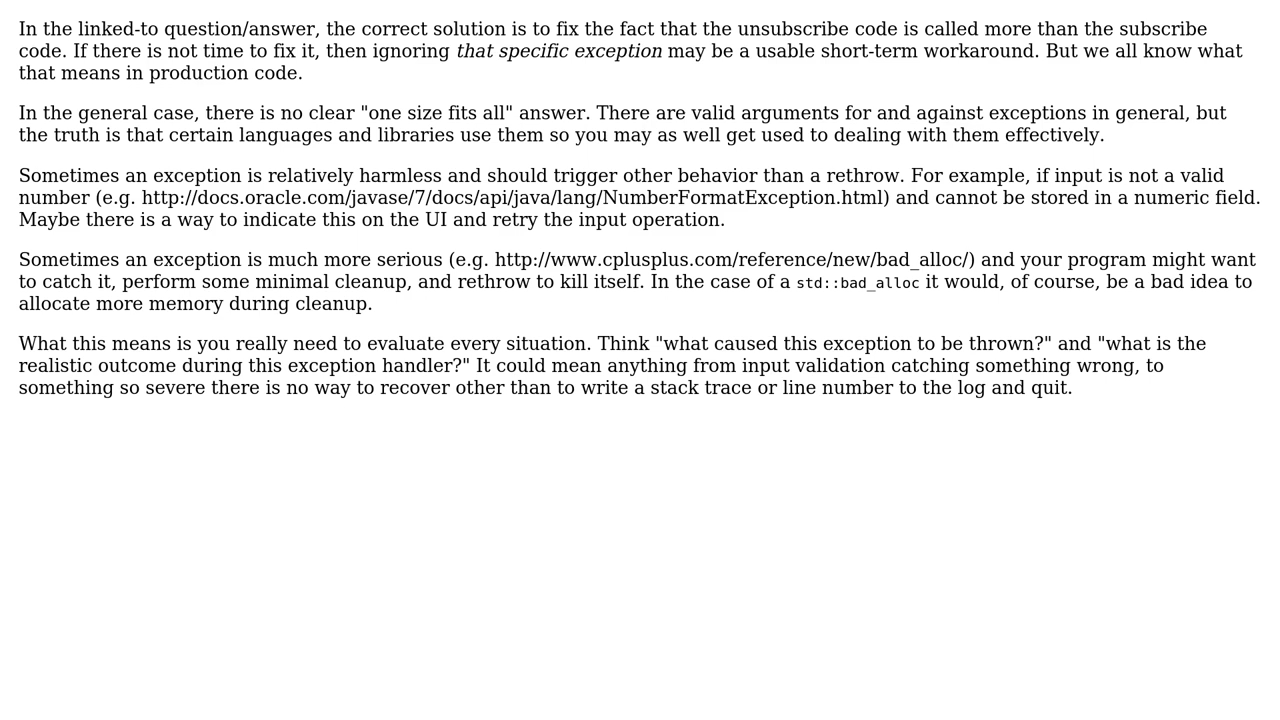 In the linked-to question/answer, the correct solution is to fix the fact that the unsubscribe code is called more than the subscribe
code. If there is not time to fix it, then ignoring that specific exception may be a usable short-term workaround. But we all know what
that means in production code.
In the general case, there is no clear "one size fits all" answer. There are valid arguments for and against exceptions in general, but
the truth is that certain languages and libraries use them so you may as well get used to dealing with them effectively.
Sometimes an exception is relatively harmless and should trigger other behavior than a rethrow. For example, if input is not a valid
number (e.g. http://docs.oracle.com/javase/7/docs/api/java/lang/NumberFormatException.html) and cannot be stored in a numeric field.
Maybe there is a way to indicate this on the UI and retry the input operation.
Sometimes an exception is much more serious (e.g. http://www.cplusplus.com/reference/new/bad_alloc/) and your program might want
to catch it, perform some minimal cleanup, and rethrow to kill itself. In the case of a std::bad_alloc it would, of course, be a bad idea to
allocate more memory during cleanup.
What this means is you really need to evaluate every situation. Think "what caused this exception to be thrown?" and "what is the
realistic outcome during this exception handler?" It could mean anything from input validation catching something wrong, to
something so severe there is no way to recover other than to write a stack trace or line number to the log and quit.